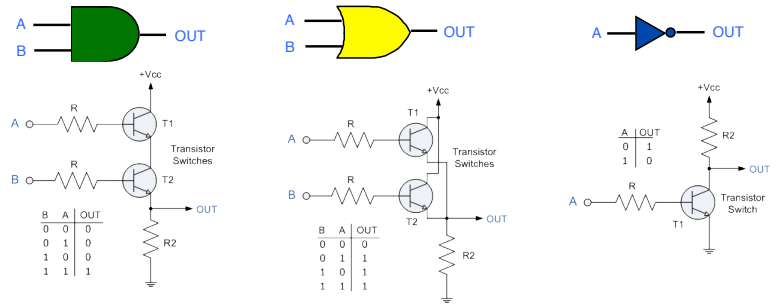 A
B
OUT
+Vcc
R
A
T1
Transistor
Switches
R
B
T2
OUT
B A OUT
0 0 0
0 1 0
1 0 0
1 1 1
R2
A
B
OUT
+Vcc
T1
R
A
Transistor
Switches
R
B
T2
OUT
B A OUT
0 0 0
0 1 1
1 0 1
1 1 1
R2
A
OUT
+Vcc
A OUT
0 1
1 0
R2
OUT
R
A
Transistor
Switch
T1